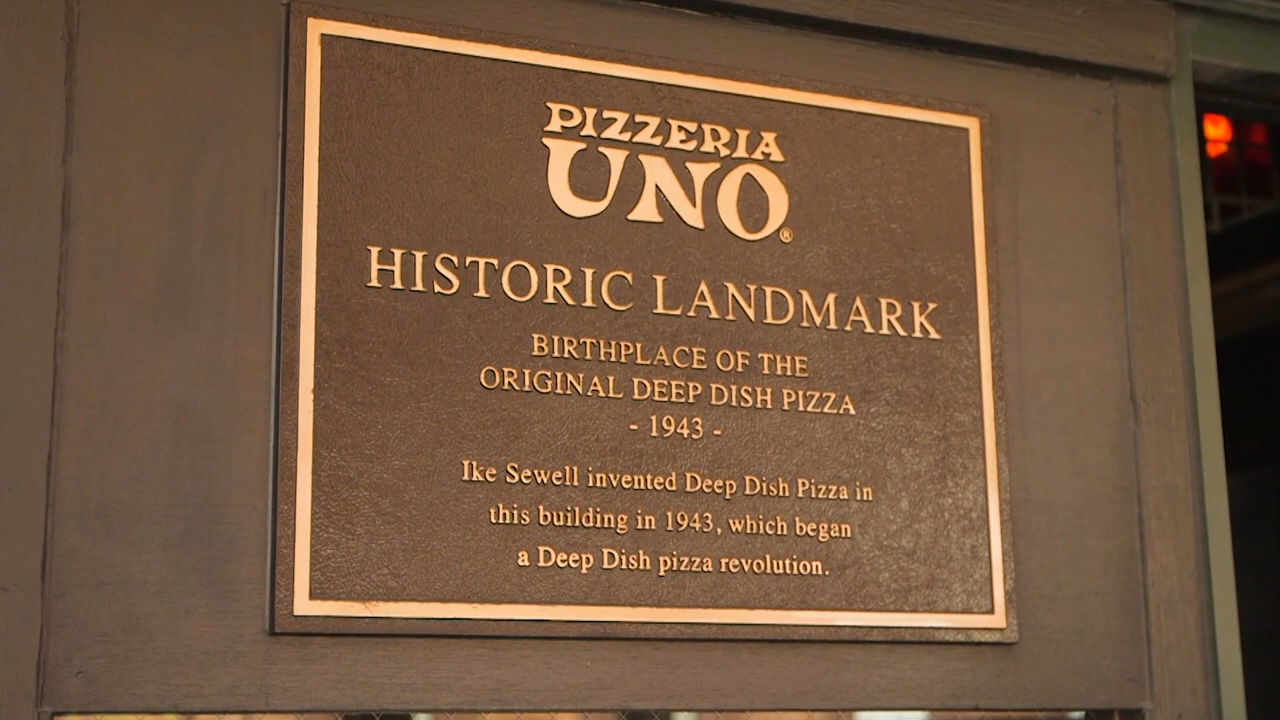 PIZZERIA
UNO®
HISTORIC LANDMARK
BIRTHPLACE OF THE
ORIGINAL DEEP DISH PIZZA
- 1943 -
Ike Sewell invented Deep Dish Pizza in
this building in 1943, which began
a Deep Dish pizza revolution.